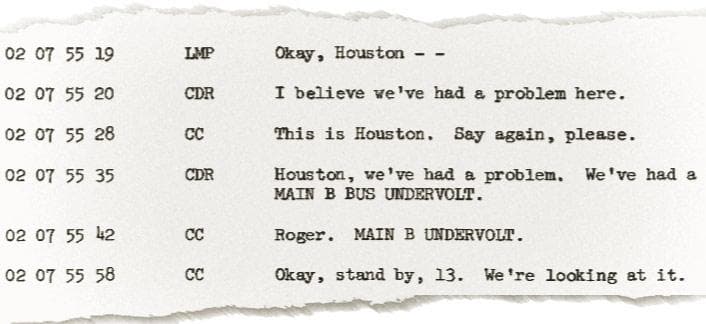 02 07 55 19 LMP Okay, Houston - -
02 07 55 20 CDR I believe we've had a problem here.
02 07 55 28 CC This is Houston. Say again, please.
02 07 55 35 CDR Houston, we've had a problem. We've had a
MAIN B BUS UNDERVOLT.
02 07 55 42 CC Roger. MAIN B UNDERVOLT.
02 07 55 58 CC Okay, stand by, 13. We're looking at it.